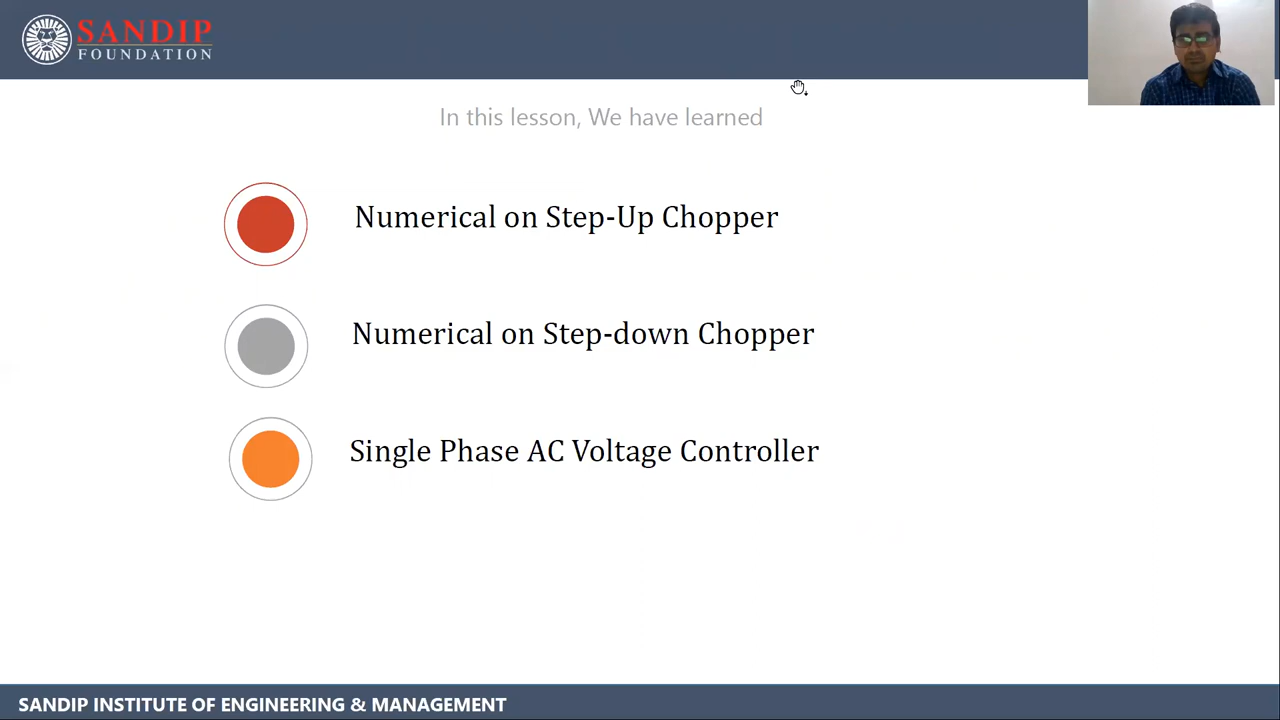 SANDIP
FOUNDATION
In this lesson, We have learned
Numerical on Step-Up Chopper
Numerical on Step-down Chopper
Single Phase AC Voltage Controller
SANDIP INSTITUTE OF ENGINEERING & MANAGEMENT